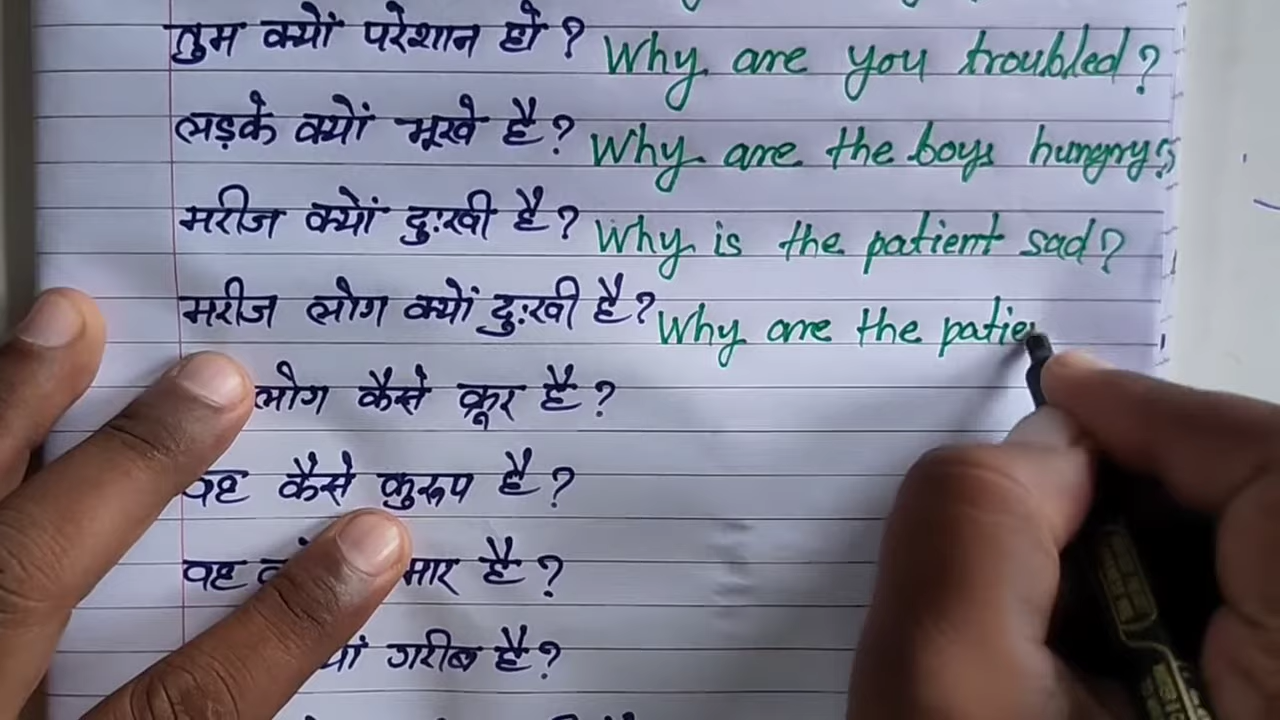 तुम क्यों परेशान हो ? Why are you troubled ?
लड़के क्यों भूखे है ? Why are the boys hungry ?
मरीज क्यों दुःखी है ? Why is the patient sad ?
मरीज लोग क्यों दुःखी है ? Why are the patie
लोग कैसे क्रूर है ?
वह कैसे कुरूप है ?
वह मार है ?
गरीब है ?